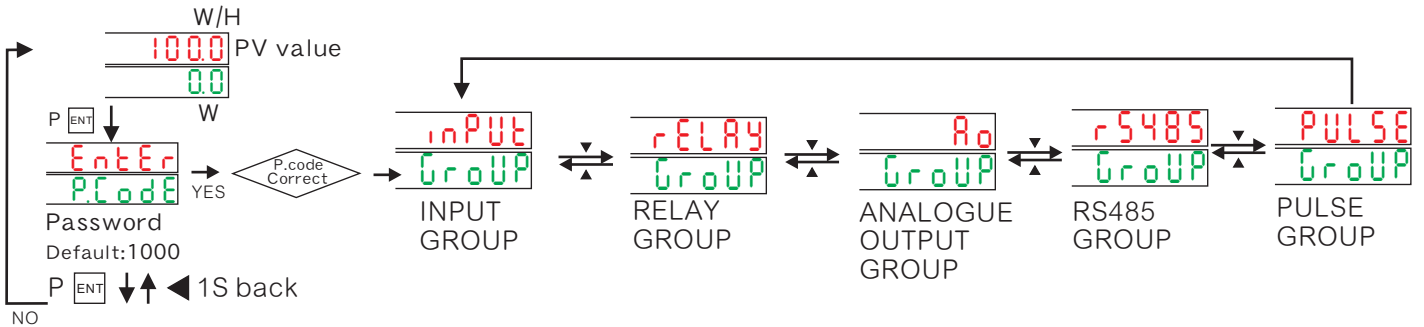 W/H
100.0 PV value
0.0
W
P ENT
EntEr
P.CodE
YES
P.code
Correct
Password
Default:1000
P ENT 1S back
NO
inPUt
GroUP
INPUT
GROUP
rELAy
GroUP
RELAY
GROUP
Ao
GroUP
ANALOGUE
OUTPUT
GROUP
rS485
GroUP
RS485
GROUP
PULSE
GroUP
PULSE
GROUP